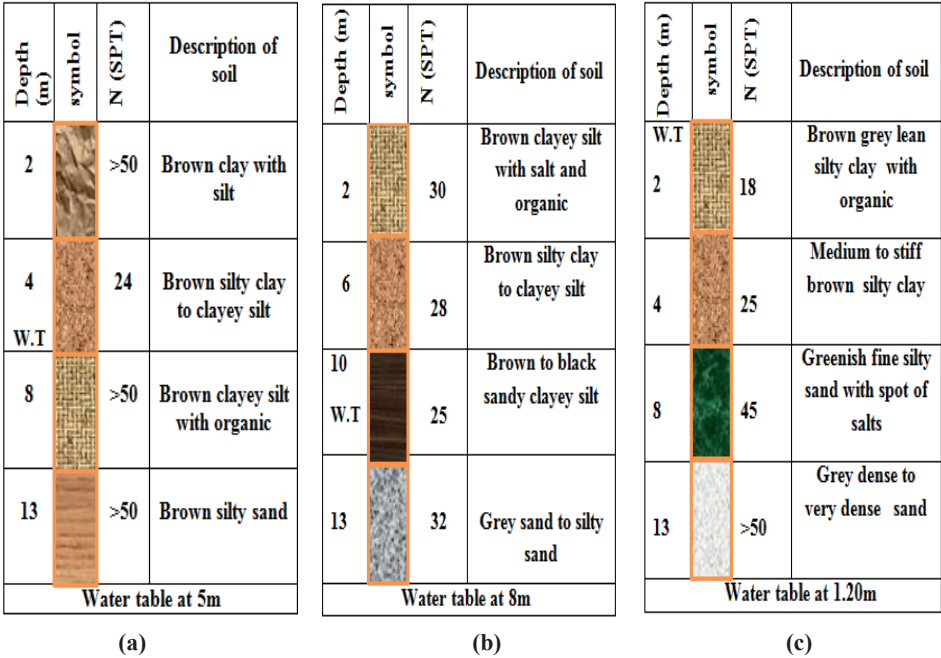 Depth (m)
symbol
N (SPT)
Description of
soil
2
>50
Brown clay with
silt
4
24
Brown silty clay
to clayey silt
W.T
8
>50
Brown clayey silt
with organic
13
>50
Brown silty sand
Water table at 5m
(a)
Depth (m)
symbol
N (SPT)
Description of soil
2
30
Brown clayey silt
with salt and
organic
6
28
Brown silty clay
to clayey silt
10
W.T
25
Brown to black
sandy clayey silt
13
32
Grey sand to silty
sand
Water table at 8m
(b)
Depth (m)
symbol
N (SPT)
Description of soil
W.T
2
18
Brown grey lean
silty clay with
organic
4
25
Medium to stiff
brown silty clay
8
45
Greenish fine silty
sand with spot of
salts
13
>50
Grey dense to
very dense sand
Water table at 1.20m
(c)